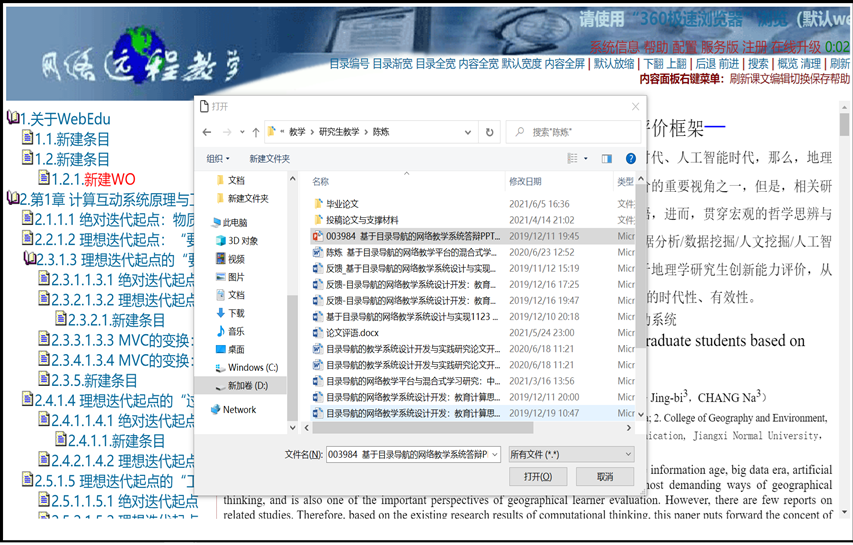 请使用“360极速浏览器”浏览（默认we
网络远程教学
系统信息 帮助 配置 服务版 注册 在线升级 0:02
目录编号 目录渐宽 目录全宽 内容全宽 默认宽度 内容全屏 | 默认放缩 | 下翻 上翻 | 后退 前进 | 搜索 | 概览 清理 | 刷新
内容面板右键菜单：刷新课文编辑切换保存帮助
1.关于WebEdu
1.1.新建条目
1.2.新建条目
1.2.1.新建WO
2.第1章 计算互动系统原理与工
2.1.1.1 绝对迭代起点：物质
2.2.1.2 理想迭代起点：“要
2.3.1.3 理想迭代起点的“要
2.3.1.1.3.1 绝对迭代起点
2.3.2.1.3.2 理想迭代起点
2.3.2.1.新建条目
2.3.3.1.3.3 MVC的变换：
2.3.4.1.3.4 MVC的变换：
2.3.5.新建条目
2.4.1.4 理想迭代起点的“过
2.4.1.1.4.1 绝对迭代起点
2.4.1.1.新建条目
2.4.2.1.4.2 理想迭代起点
2.5.1.5 理想迭代起点的“工
2.5.1.1.5.1 绝对迭代起点
2.5.2.1.5.2 理想迭代起点
打开
« 教学 › 研究生教学 › 陈炼
搜索"陈炼"
组织 新建文件夹
文档
新建文件夹
此电脑
3D 对象
视频
图片
文档
下载
音乐
桌面
Windows (C:)
新加卷 (D:)
Network
名称 修改日期 类型
毕业论文 2021/6/5 16:36 文件
投稿论文与支撑材料 2021/4/14 21:02 文件
003984 基于目录导航的网络教学系统答辩PPT... 2019/12/11 19:45 Micr
陈炼 基于目录导航的网络教学平台的混合式学... 2020/6/23 12:52 Micr
反馈_基于目录导航的网络教学系统设计与实现... 2019/11/12 15:19 Micr
反馈-目录导航的网络教学系统设计开发：教育... 2019/12/16 17:25 Micr
反馈-目录导航的网络教学系统设计开发：教育... 2019/12/16 19:47 Micr
基于目录导航的网络教学系统设计与实现1123 ... 2019/12/10 20:18 Micr
论文评语.docx 2021/5/24 23:00 Micr
目录导航的教学系统设计开发与实践研究论文开... 2020/6/18 11:21 Micr
目录导航的教学系统设计开发与实践研究论文开... 2020/6/18 11:21 Micr
目录导航的网络教学平台与混合式学习研究：中... 2021/3/16 13:56 Micr
目录导航的网络教学系统设计开发：教育计算思... 2019/12/11 20:00 Micr
目录导航的网络教学系统设计开发：教育计算思... 2019/12/19 10:47 Micr
文件名(N): 003984 基于目录导航的网络教学系统答辩P
所有文件 (*.*)
打开(O) 取消
价框架
时代、人工智能时代，那么，地理
的重要视角之一，但是，相关研
，进而，贯穿宏观的哲学思辨与
据分析/数据挖掘/人文挖掘/人工智
于地理学研究生创新能力评价，从
的时代性、有效性。
动系统
raduate students based on
Jing-bi3，CHANG Na3）
a; 2. College of Geography and Environment,
nication, Jiangxi Normal University,
information age, big data era, artificial
most demanding ways of geographical
thinking, and is also one of the important perspectives of geographical learner evaluation. However, there are few reports on
related studies. Therefore, based on the existing research results of computational thinking, this paper puts forward the concept of